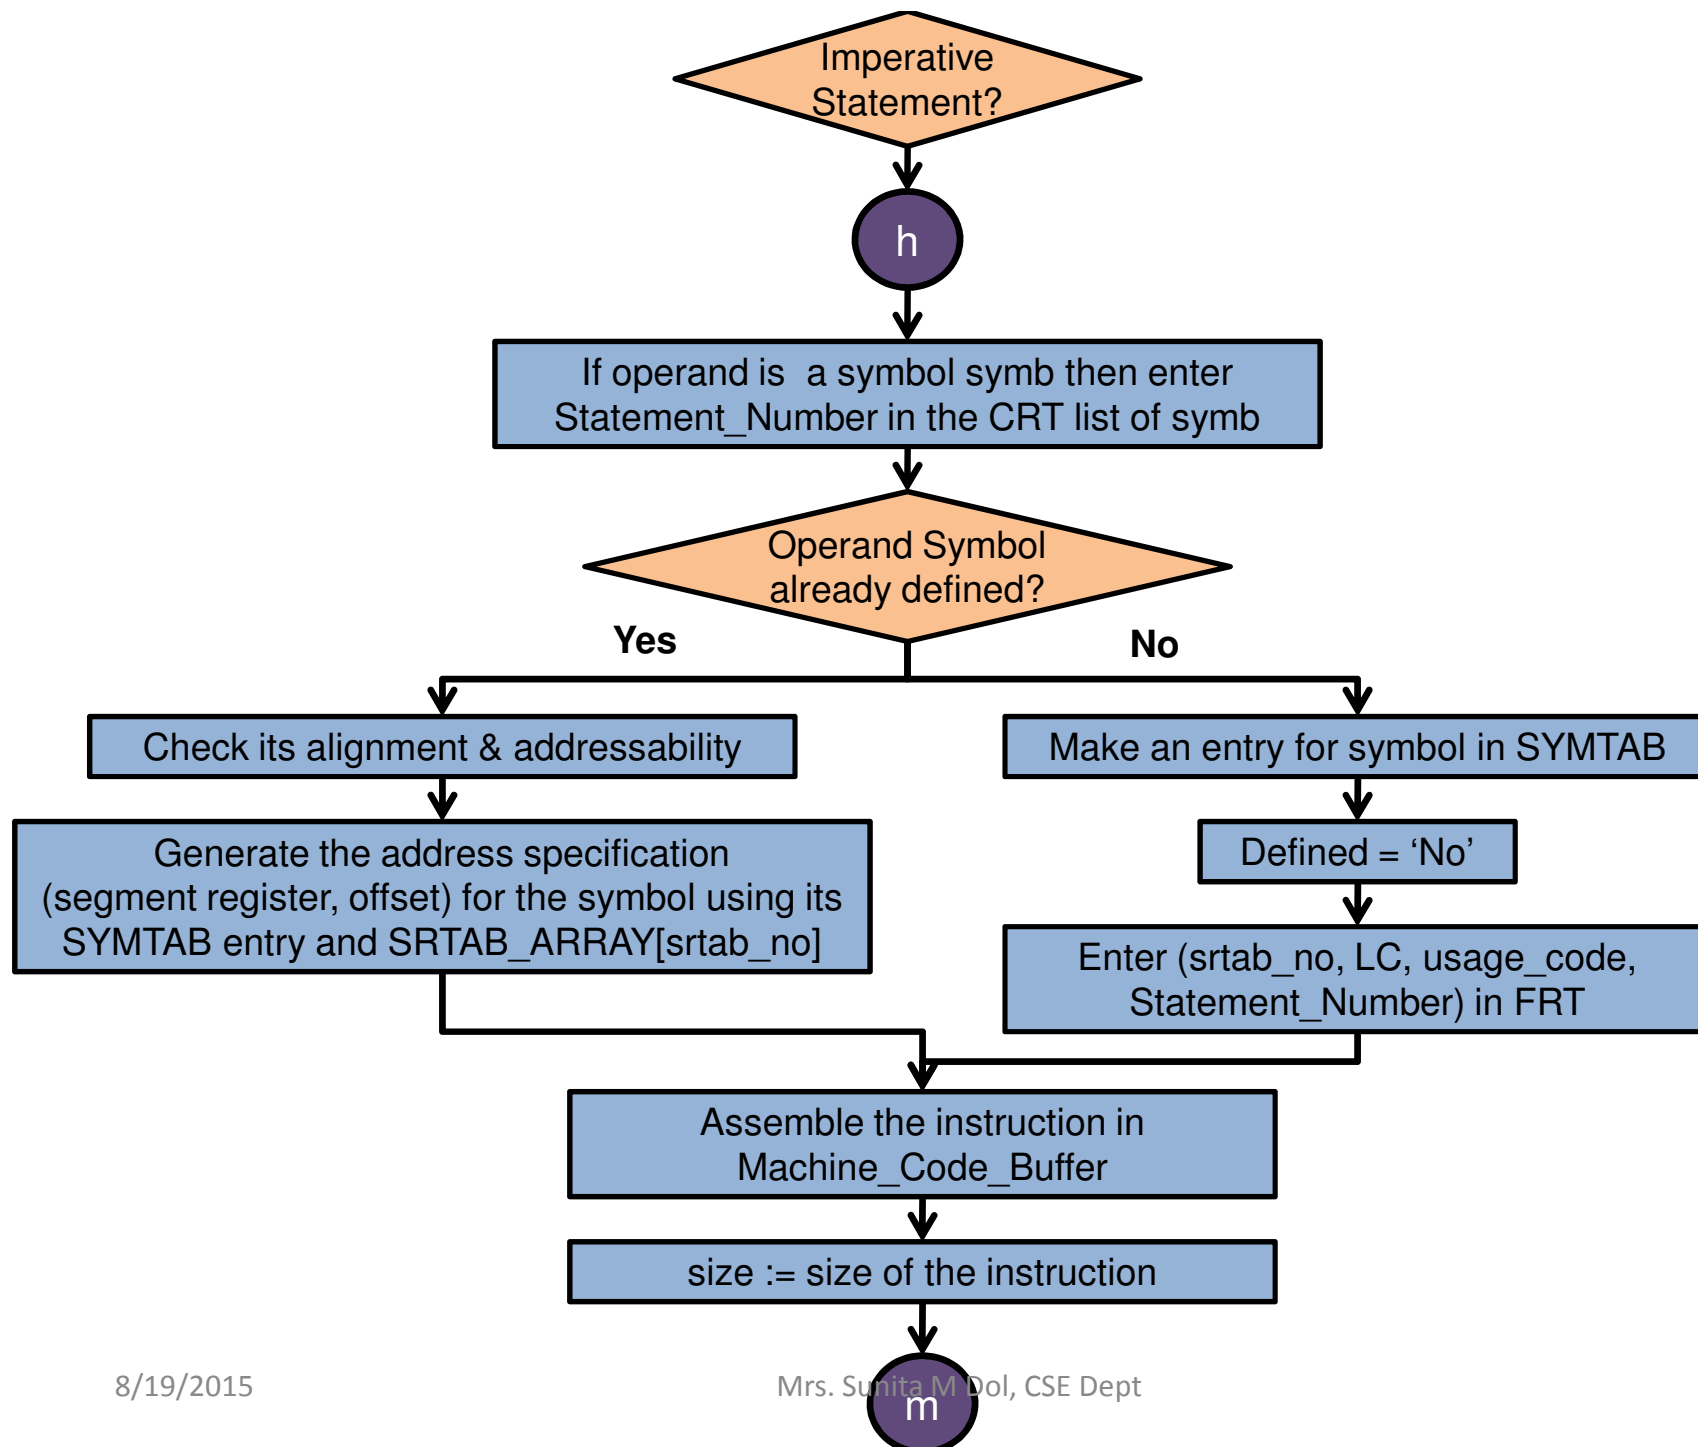 Imperative
Statement?
h
If operand is a symbol symb then enter
Statement_Number in the CRT list of symb
Operand Symbol
already defined?
Yes
No
Check its alignment & addressability
Make an entry for symbol in SYMTAB
Generate the address specification
(segment register, offset) for the symbol using its
SYMTAB entry and SRTAB_ARRAY[srtab_no]
Defined = ‘No’
Enter (srtab_no, LC, usage_code,
Statement_Number) in FRT
Assemble the instruction in
Machine_Code_Buffer
size := size of the instruction
8/19/2015
Mrs. Sunita M Dol, CSE Dept
m